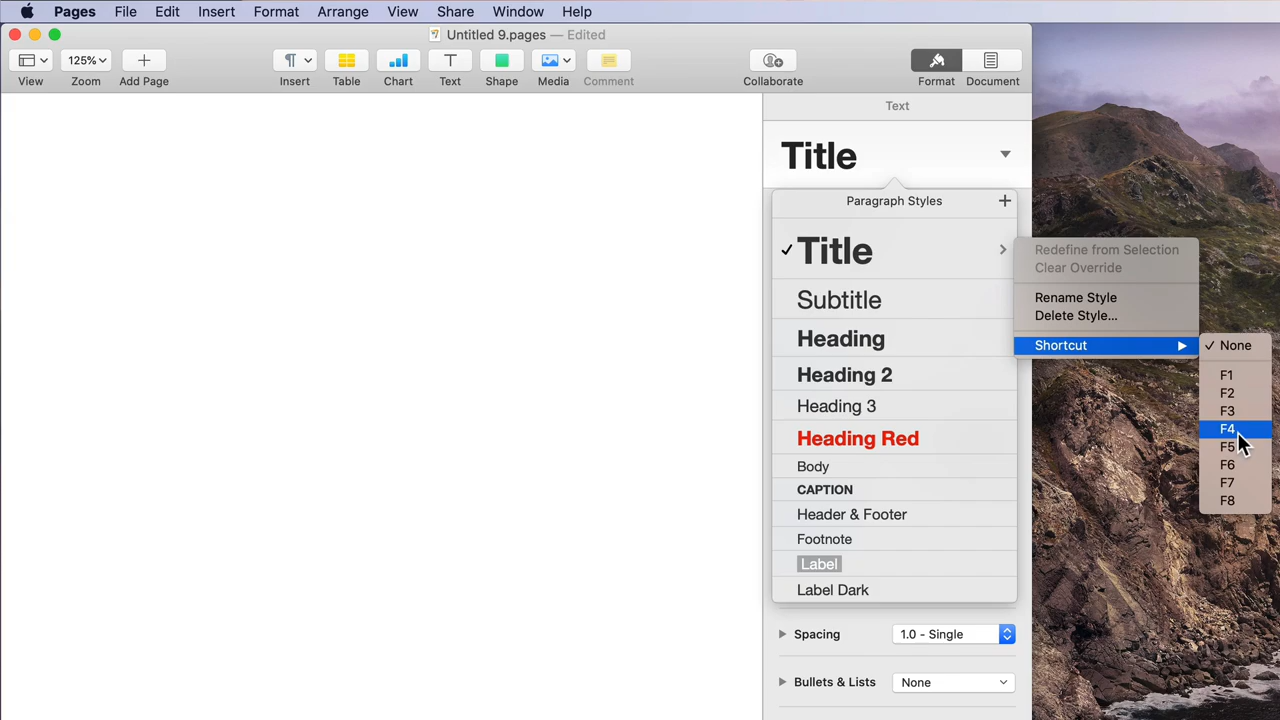 Pages File Edit Insert Format Arrange View Share Window Help
Untitled 9.pages — Edited
125%
View Zoom Add Page Insert Table Chart Text Shape Media Comment Collaborate Format Document
Text
Title
Paragraph Styles
Title
Redefine from Selection
Clear Override
Rename Style
Delete Style...
Shortcut
None
F1
F2
F3
F4
F5
F6
F7
F8
Subtitle
Heading
Heading 2
Heading 3
Heading Red
Body
CAPTION
Header & Footer
Footnote
Label
Label Dark
Spacing 1.0 - Single
Bullets & Lists None